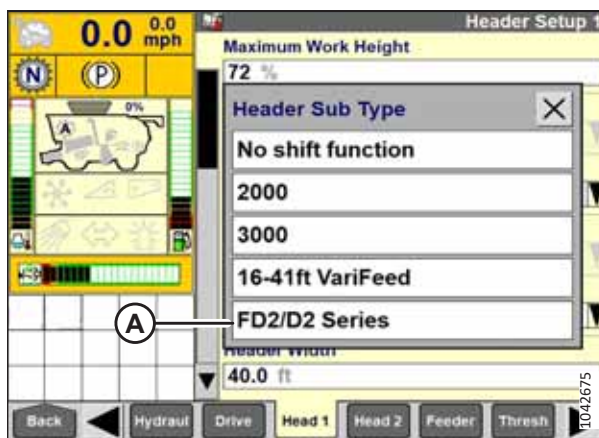 Header Setup 1
0.0 0.0 mph
N (P)
Maximum Work Height
72 %
0%
A
Header Sub Type
No shift function
2000
3000
16-41ft VariFeed
FD2/D2 Series
A
Header Width
40.0 ft
Back Hydraul Drive Head 1 Head 2 Feeder Thresh
1042675